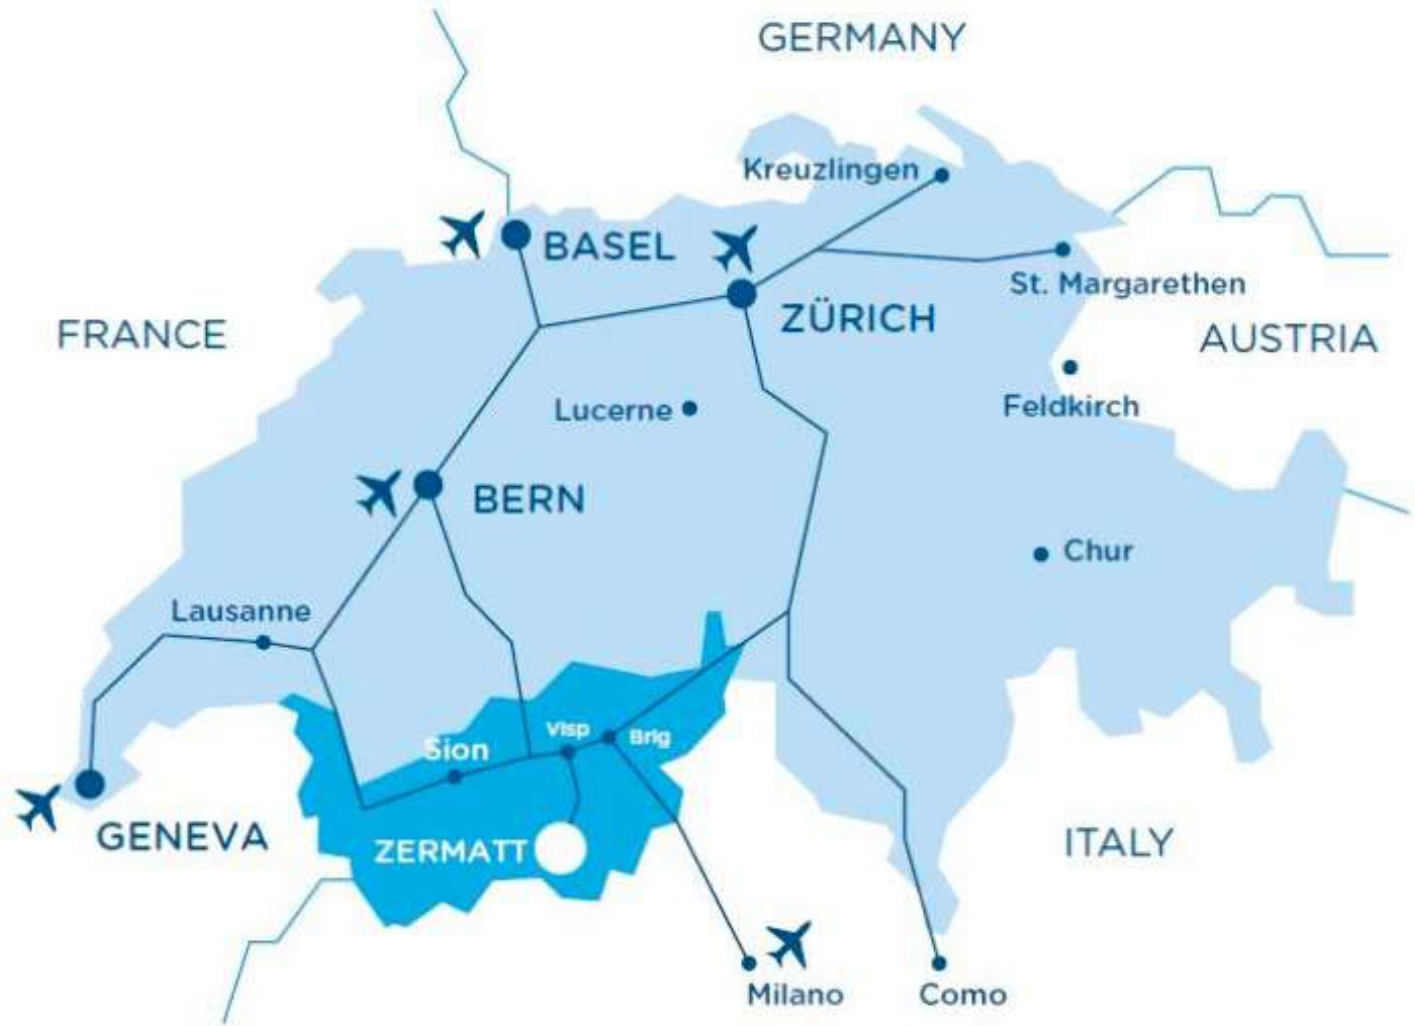 GERMANY
Kreuzlingen
BASEL
St. Margarethen
ZÜRICH
FRANCE
AUSTRIA
Lucerne
Feldkirch
BERN
Chur
Lausanne
Visp
Brig
Sion
GENEVA
ZERMATT
ITALY
Milano
Como